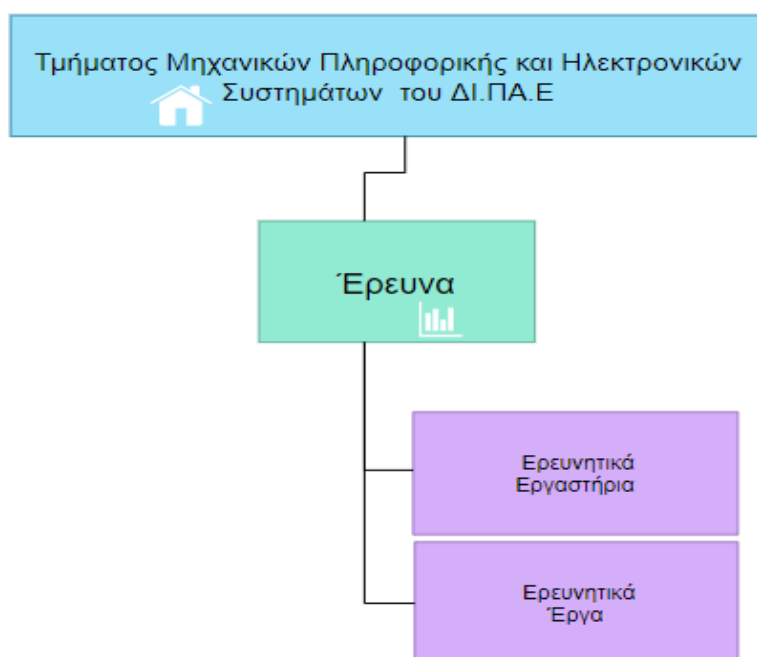 Τμήματος Μηχανικών Πληροφορικής και Ηλεκτρονικών
Συστημάτων του ΔΙ.ΠΑ.Ε
Έρευνα
Ερευνητικά
Εργαστήρια
Ερευνητικά
Έργα